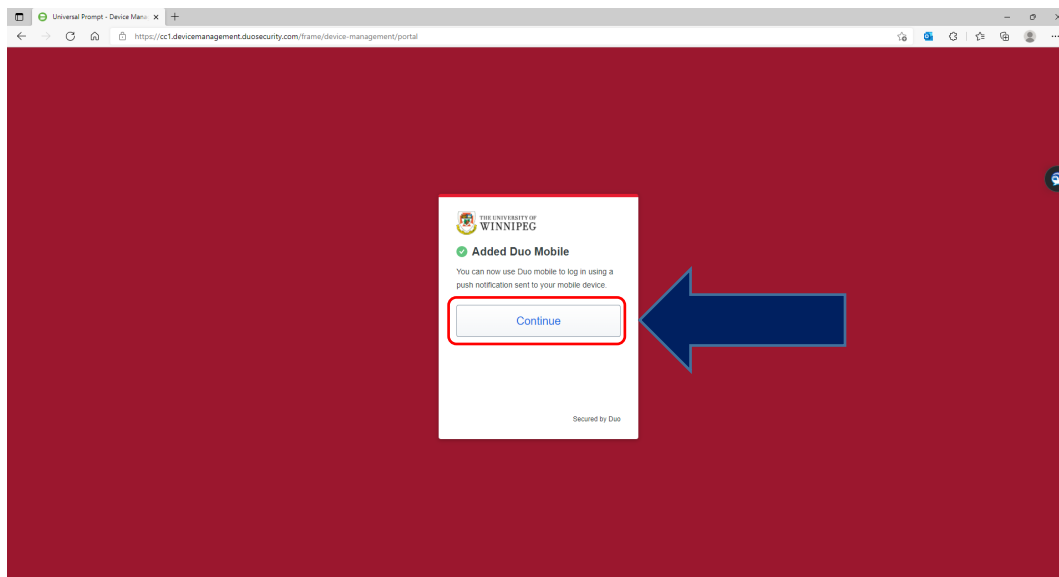 Universal Prompt - Device Mana
https://cc1.devicemanagement.duosecurity.com/frame/device-management/portal
THE UNIVERSITY OF
WINNIPEG
Added Duo Mobile
You can now use Duo mobile to log in using a
push notification sent to your mobile device.
Continue
Secured by Duo